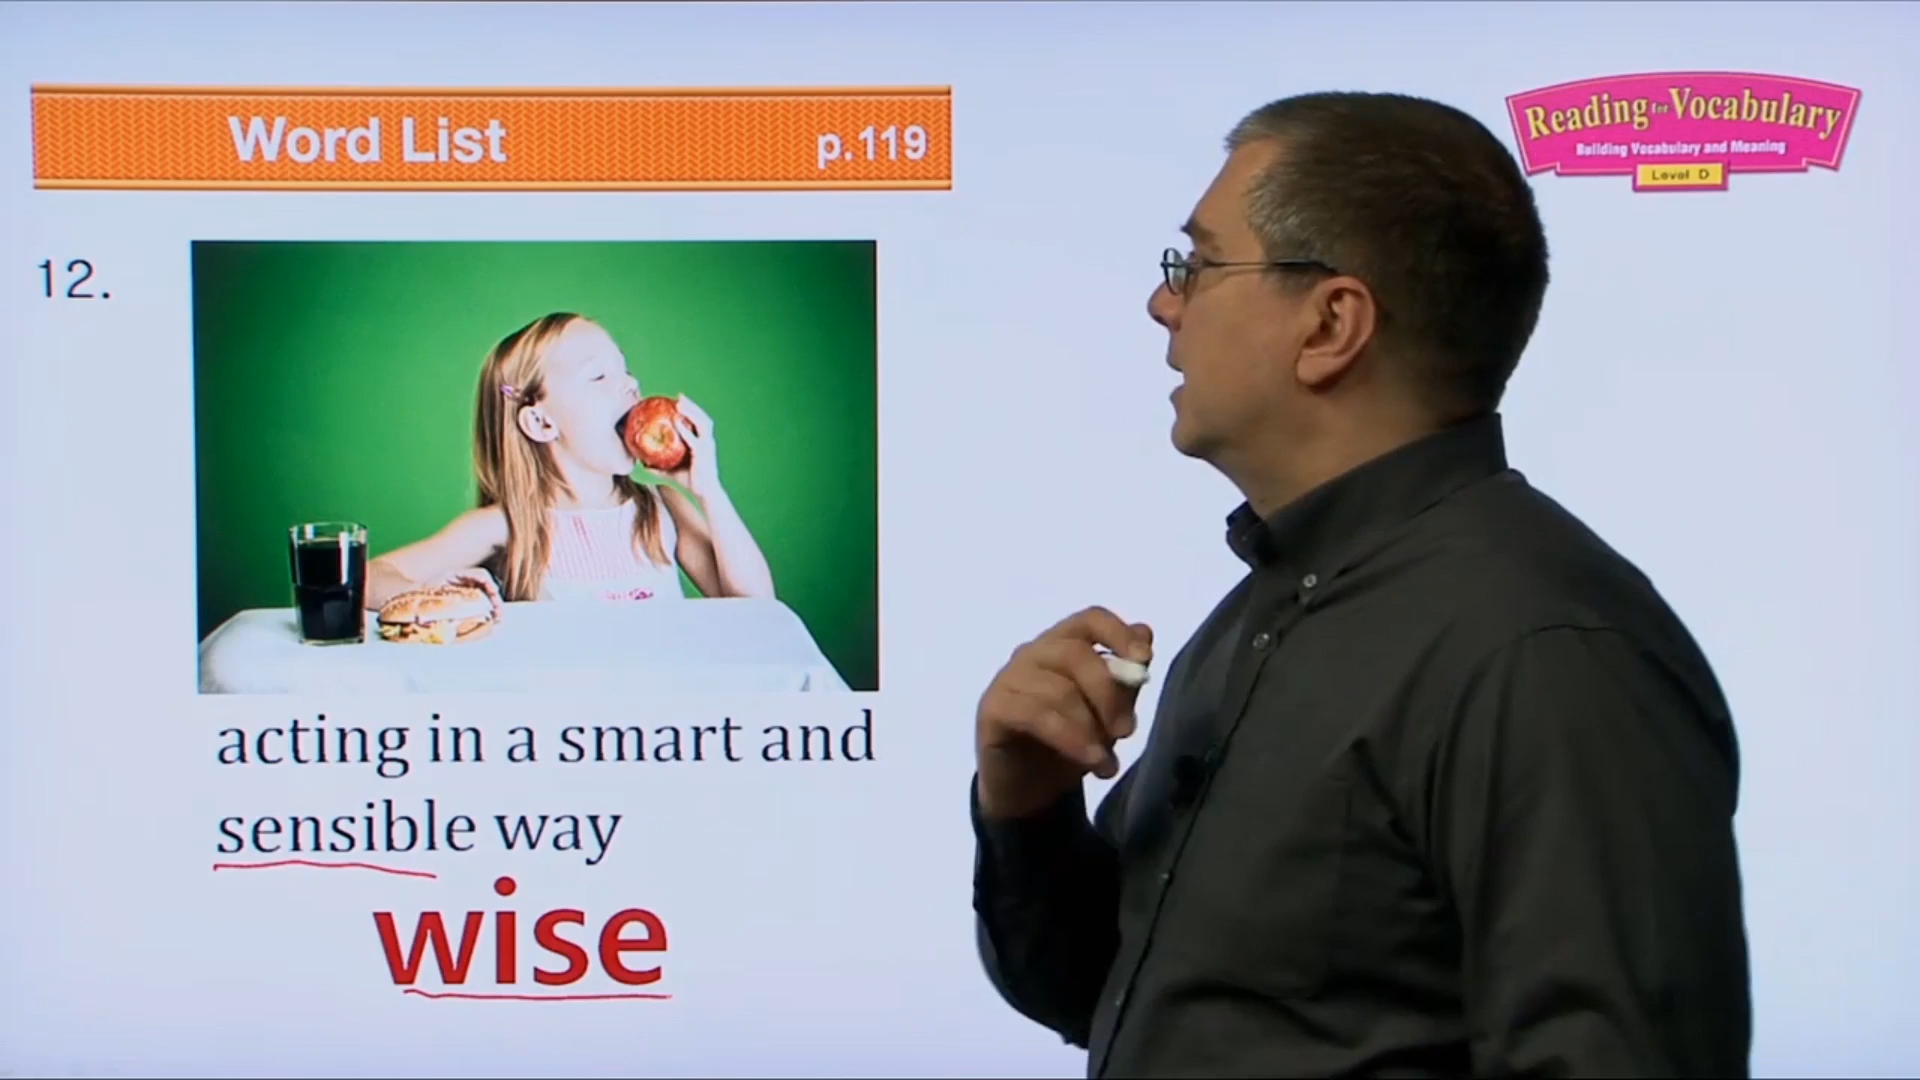 Word List
p.119
Reading for Vocabulary
Building Vocabulary and Meaning
Level D
12.
acting in a smart and
sensible way
wise